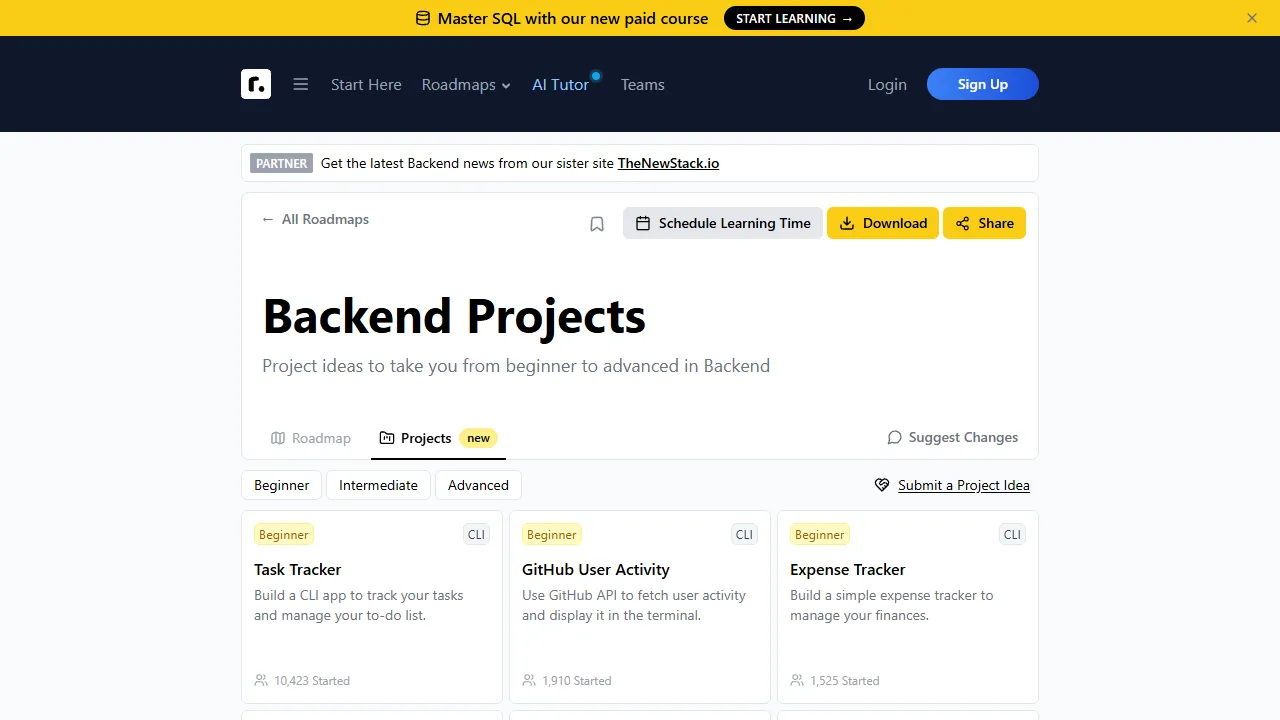 Master SQL with our new paid course START LEARNING →
r.
Start Here Roadmaps AI Tutor Teams Login Sign Up
PARTNER Get the latest Backend news from our sister site TheNewStack.io
← All Roadmaps Schedule Learning Time Download Share
Backend Projects
Project ideas to take you from beginner to advanced in Backend
Roadmap Projects new Suggest Changes
Beginner Intermediate Advanced Submit a Project Idea
Beginner CLI
Task Tracker
Build a CLI app to track your tasks
and manage your to-do list.
10,423 Started
Beginner CLI
GitHub User Activity
Use GitHub API to fetch user activity
and display it in the terminal.
1,910 Started
Beginner CLI
Expense Tracker
Build a simple expense tracker to
manage your finances.
1,525 Started